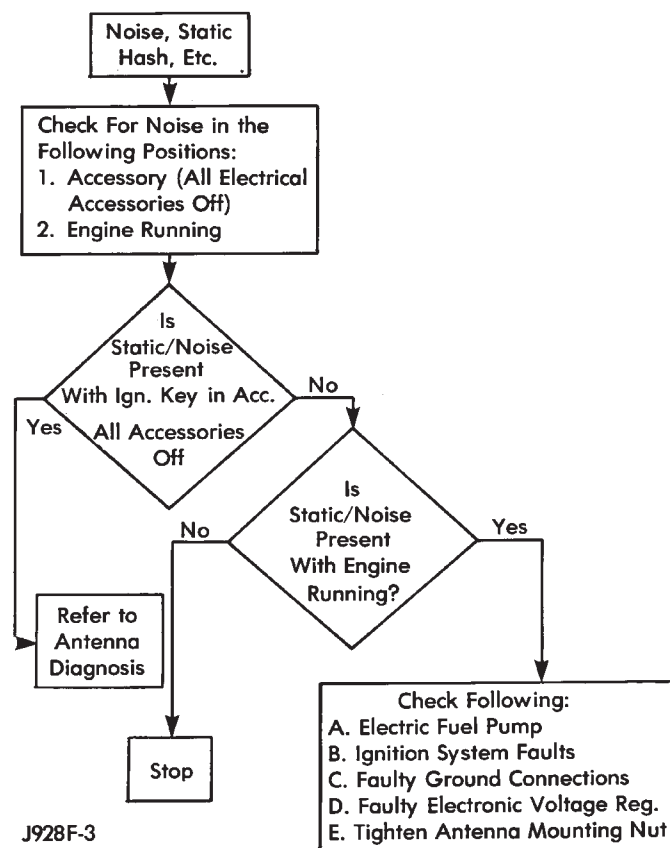 Noise, Static
Hash, Etc.
Check For Noise in the
Following Positions:
1. Accessory (All Electrical
Accessories Off)
2. Engine Running
Is
Static/Noise
Present
With Ign. Key in Acc.
All Accessories
Off
Yes
No
Is
Static/Noise
Present
With Engine
Running?
No
Yes
Refer to
Antenna
Diagnosis
Stop
Check Following:
A. Electric Fuel Pump
B. Ignition System Faults
C. Faulty Ground Connections
D. Faulty Electronic Voltage Reg.
E. Tighten Antenna Mounting Nut
J928F-3